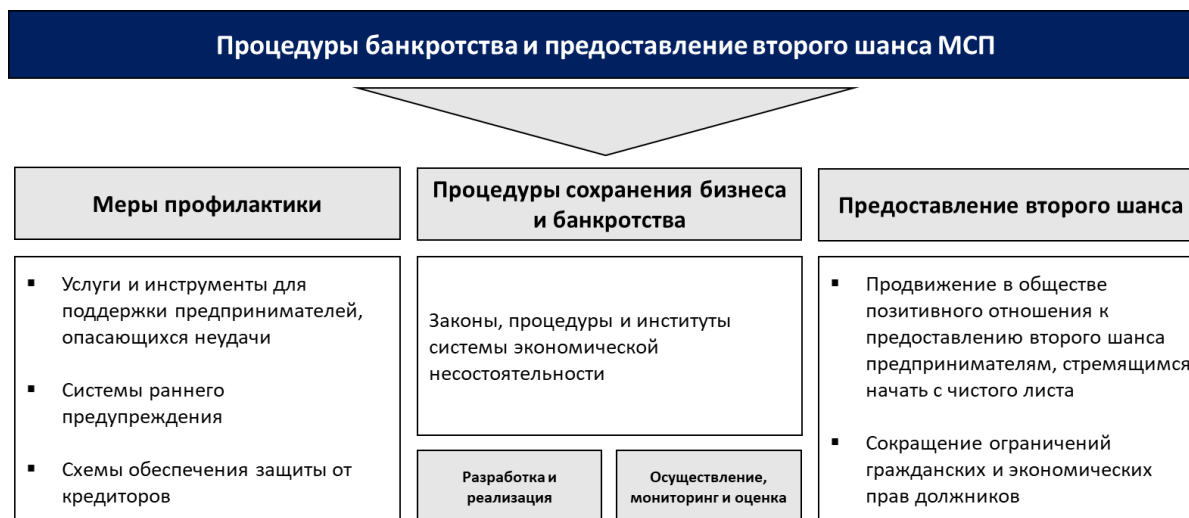 Процедуры банкротства и предоставление второго шанса МСП
Меры профилактики
▪ Услуги и инструменты для
поддержки предпринимателей,
опасающихся неудачи
▪ Системы раннего
предупреждения
▪ Схемы обеспечения защиты от
кредиторов
Процедуры сохранения бизнеса
и банкротства
Законы, процедуры и институты
системы экономической
несостоятельности
Разработка и
реализация
Осуществление,
мониторинг и оценка
Предоставление второго шанса
▪ Продвижение в обществе
позитивного отношения к
предоставлению второго шанса
предпринимателям, стремящимся
начать с чистого листа
▪ Сокращение ограничений
гражданских и экономических
прав должников